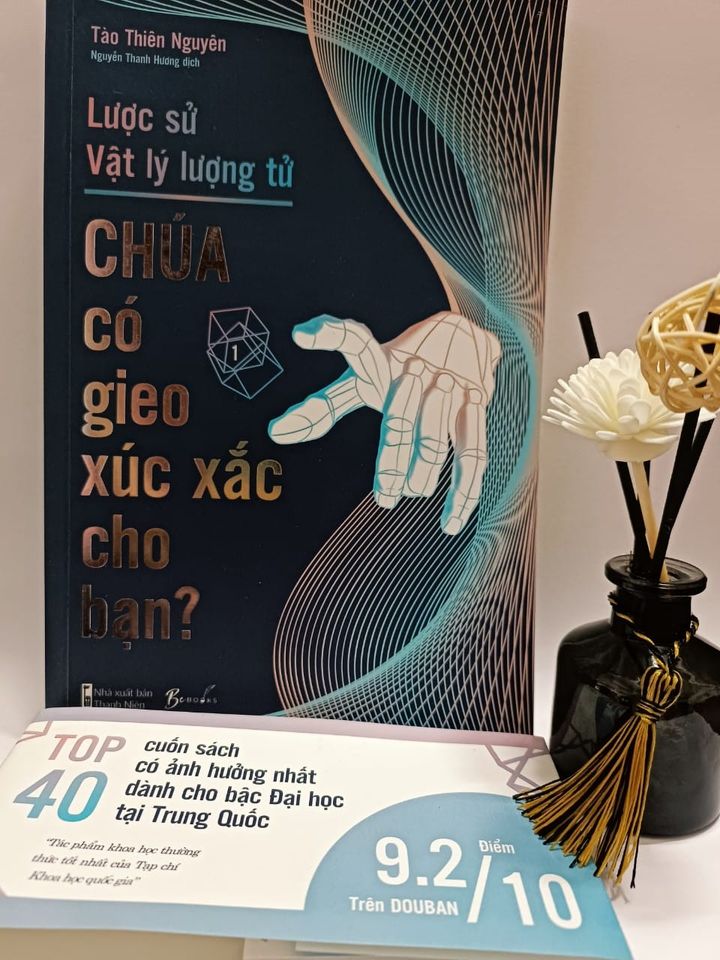 Tào Thiên Nguyên
Nguyễn Thanh Hương dịch
Lược sử
Vật lý lượng tử
CHÚA
có
gieo
xúc xắc
cho
bạn?
1
Nhà xuất bản
Thanh Niên
BẻBOOKS
TOP
40
cuốn sách
có ảnh hưởng nhất
dành cho bậc Đại học
tại Trung Quốc
"Tác phẩm khoa học thường
thức tốt nhất của Tạp chí
Khoa học quốc gia"
9.2/10
Điểm
Trên DOUBAN